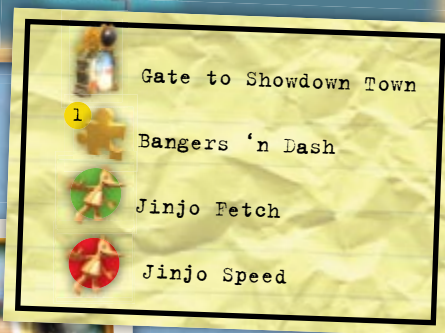 Gate to Showdown Town
1
Bangers 'n Dash
Jinjo Fetch
Jinjo Speed